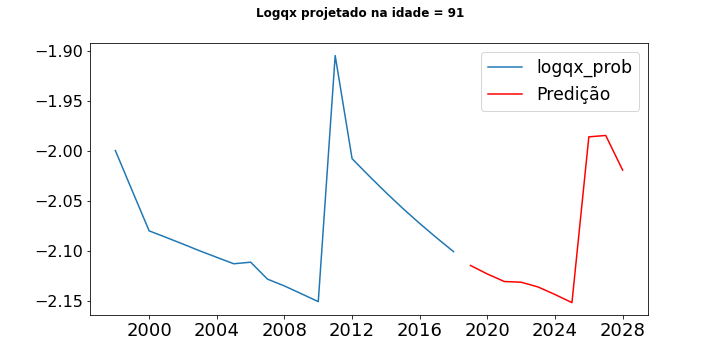 Logqx projetado na idade = 91
−1.90
−1.95
−2.00
−2.05
−2.10
−2.15
logqx_prob
Predição
2000 2004 2008 2012 2016 2020 2024 2028